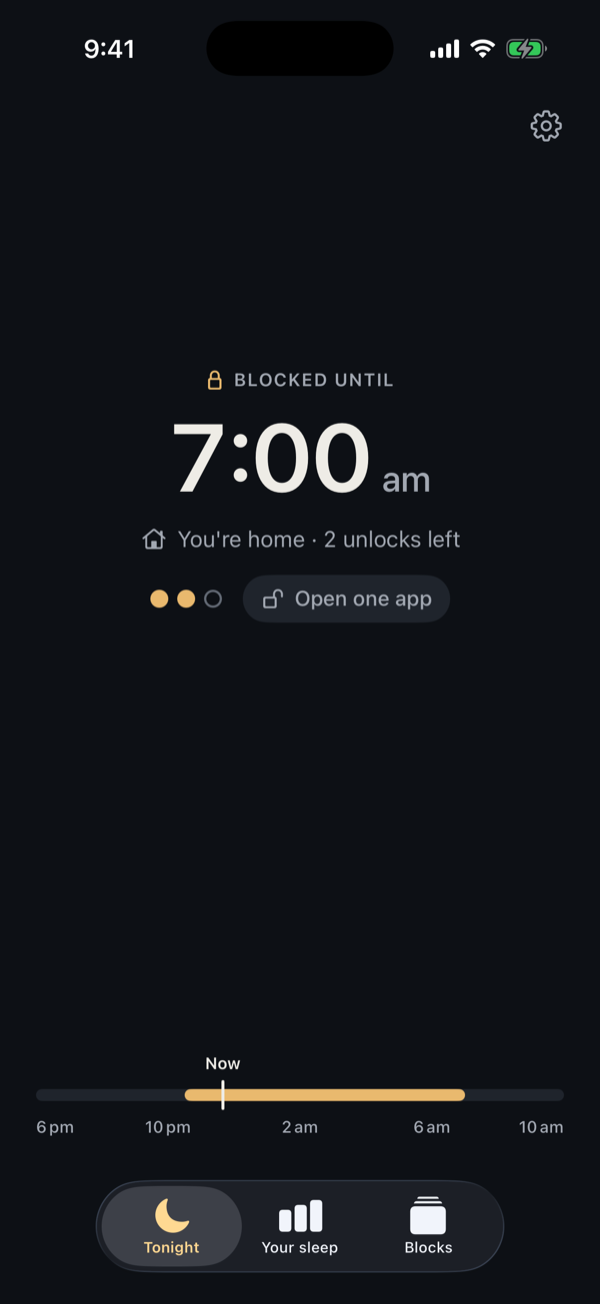 9:41
BLOCKED UNTIL
7:00 am
You're home · 2 unlocks left
Open one app
Now
6 pm 10 pm 2 am 6 am 10 am
Tonight Your sleep Blocks